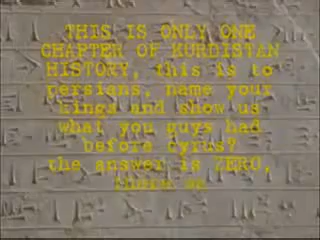 THIS IS ONLY ONE
CHAPTER OF KURDISTAN
HISTORY, this is to
persians, name your
kings and show us
what you guys had
before cyrus?
the answer is ZERO,